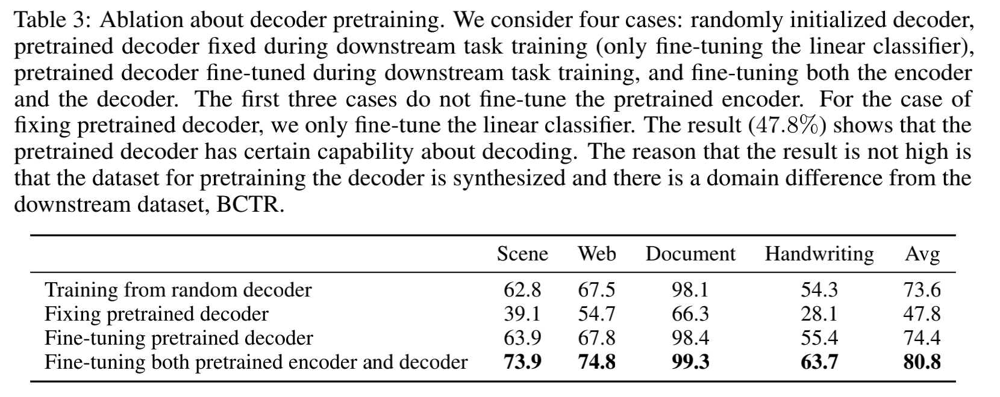 Table 3: Ablation about decoder pretraining. We consider four cases: randomly initialized decoder,
pretrained decoder fixed during downstream task training (only fine-tuning the linear classifier),
pretrained decoder fine-tuned during downstream task training, and fine-tuning both the encoder
and the decoder. The first three cases do not fine-tune the pretrained encoder. For the case of
fixing pretrained decoder, we only fine-tune the linear classifier. The result (47.8%) shows that the
pretrained decoder has certain capability about decoding. The reason that the result is not high is
that the dataset for pretraining the decoder is synthesized and there is a domain difference from the
downstream dataset, BCTR.
Scene Web Document Handwriting Avg
Training from random decoder 62.8 67.5 98.1 54.3 73.6
Fixing pretrained decoder 39.1 54.7 66.3 28.1 47.8
Fine-tuning pretrained decoder 63.9 67.8 98.4 55.4 74.4
Fine-tuning both pretrained encoder and decoder 73.9 74.8 99.3 63.7 80.8